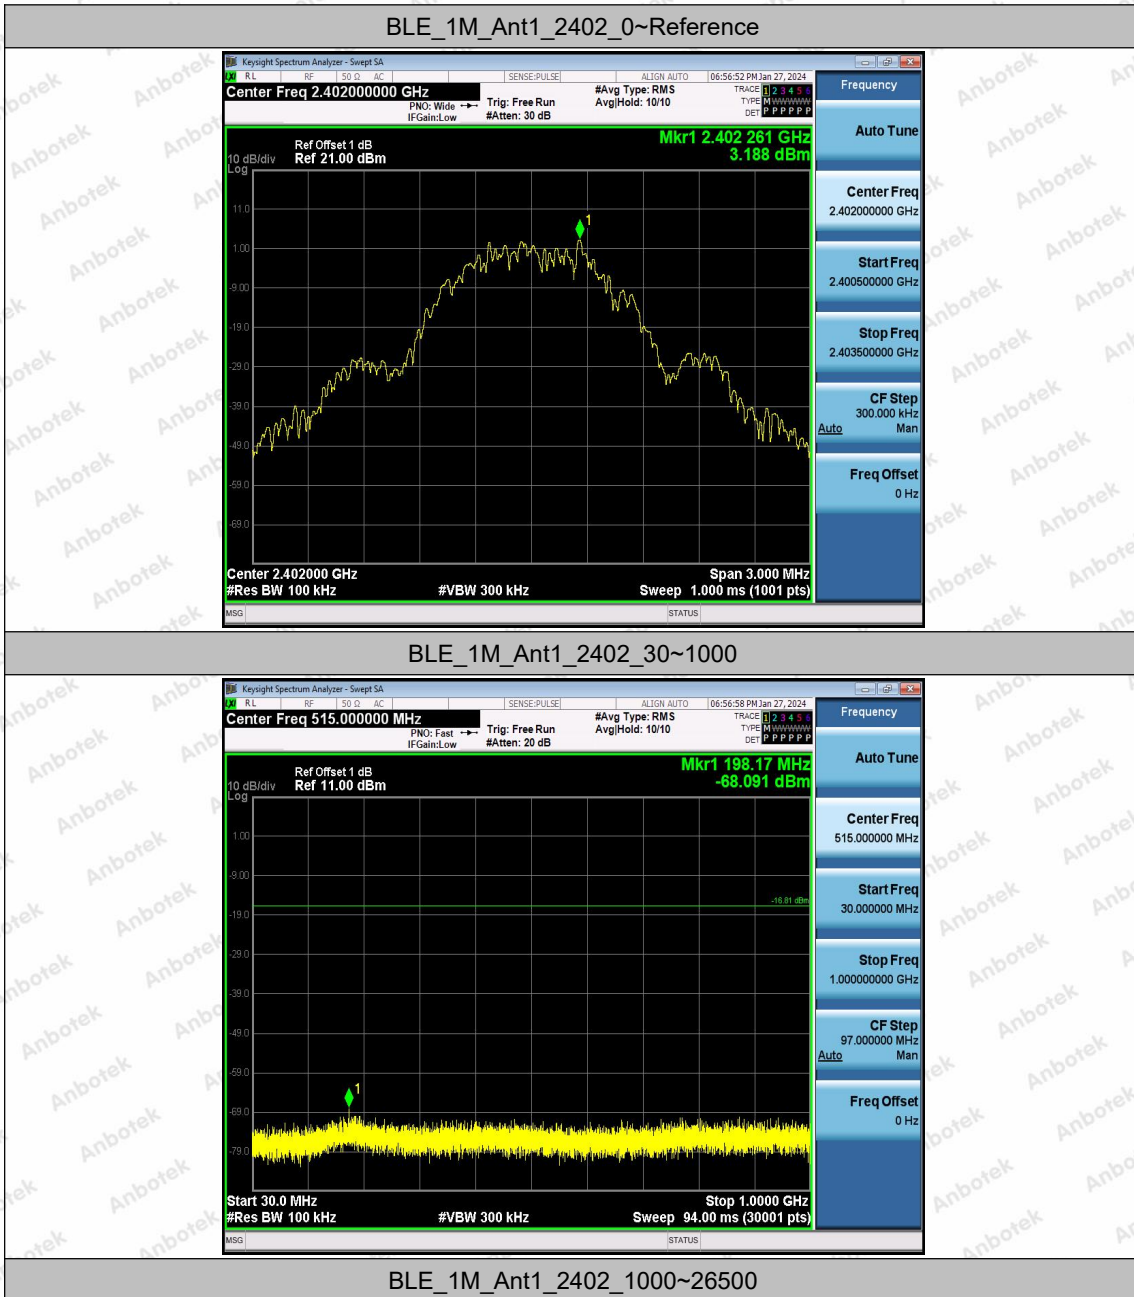 BLE_1M_Ant1_2402_0~Reference
Keysight Spectrum Analyzer - Swept SA
LXI RL RF 50 Ω AC SENSE:PULSE ALIGN AUTO 06:56:52 PM Jan 27, 2024
Center Freq 2.402000000 GHz
PNO: Wide
IFGain:Low
Trig: Free Run
#Atten: 30 dB
#Avg Type: RMS
Avg|Hold: 10/10
TRACE 1 2 3 4 5 6
TYPE M W W W W W
DET P P P P P P
Mkr1 2.402 261 GHz
3.188 dBm
Ref Offset 1 dB
10 dB/div Ref 21.00 dBm
Log
11.0
1.00
-9.00
-19.0
-29.0
-39.0
-49.0
-59.0
-69.0
1
Center 2.402000 GHz Span 3.000 MHz
#Res BW 100 kHz #VBW 300 kHz Sweep 1.000 ms (1001 pts)
MSG STATUS
Frequency
Auto Tune
Center Freq
2.402000000 GHz
Start Freq
2.400500000 GHz
Stop Freq
2.403500000 GHz
CF Step
300.000 kHz
Auto Man
Freq Offset
0 Hz
BLE_1M_Ant1_2402_30~1000
Keysight Spectrum Analyzer - Swept SA
LXI RL RF 50 Ω AC SENSE:PULSE ALIGN AUTO 06:56:58 PM Jan 27, 2024
Center Freq 515.000000 MHz
PNO: Fast
IFGain:Low
Trig: Free Run
#Atten: 20 dB
#Avg Type: RMS
Avg|Hold: 10/10
TRACE 1 2 3 4 5 6
TYPE M W W W W W
DET P P P P P P
Mkr1 198.17 MHz
-68.091 dBm
Ref Offset 1 dB
10 dB/div Ref 11.00 dBm
Log
1.00
-9.00
-19.0
-29.0
-39.0
-49.0
-59.0
-69.0
-79.0
-16.81 dBm
1
Start 30.0 MHz Stop 1.0000 GHz
#Res BW 100 kHz #VBW 300 kHz Sweep 94.00 ms (30001 pts)
MSG STATUS
Frequency
Auto Tune
Center Freq
515.000000 MHz
Start Freq
30.000000 MHz
Stop Freq
1.000000000 GHz
CF Step
97.000000 MHz
Auto Man
Freq Offset
0 Hz
BLE_1M_Ant1_2402_1000~26500
Anbotek